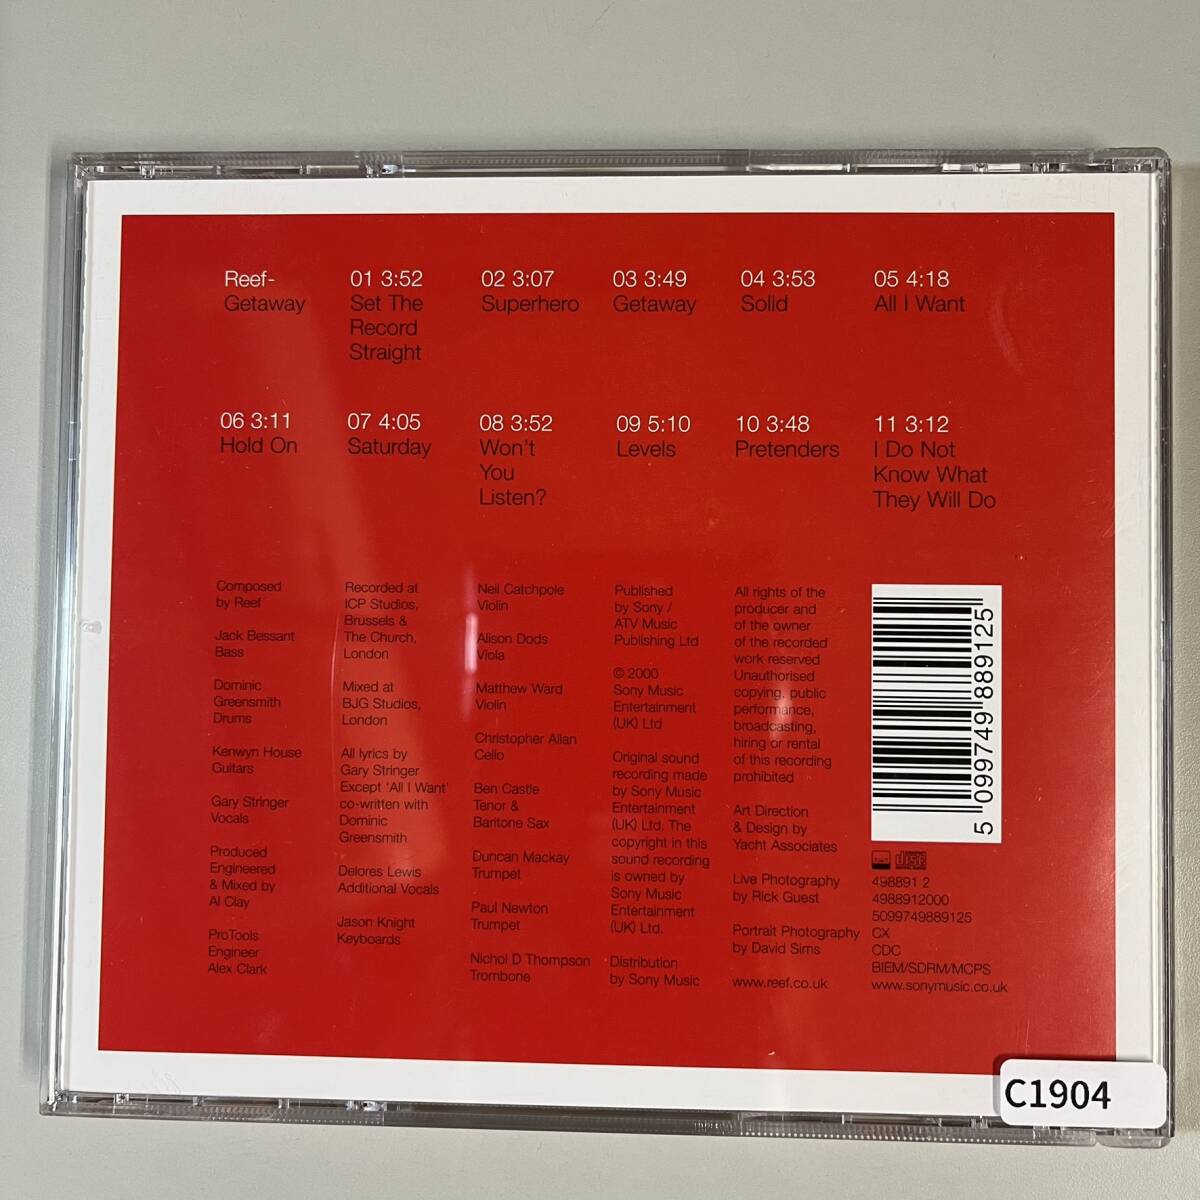 Reef-
Getaway
01 3:52
Set The
Record
Straight
02 3:07
Superhero
03 3:49
Getaway
04 3:53
Solid
05 4:18
All I Want
06 3:11
Hold On
07 4:05
Saturday
08 3:52
Won't
You
Listen?
09 5:10
Levels
10 3:48
Pretenders
11 3:12
I Do Not
Know What
They Will Do
Composed
by Reef
Jack Bessant
Bass
Dominic
Greensmith
Drums
Kenwyn House
Guitars
Gary Stringer
Vocals
Produced
Engineered
& Mixed by
Al Clay
ProTools
Engineer
Alex Clark
Recorded at
ICP Studios,
Brussels &
The Church,
London
Mixed at
BJG Studios,
London
All lyrics by
Gary Stringer
Except 'All I Want'
co-written with
Dominic
Greensmith
Delores Lewis
Additional Vocals
Jason Knight
Keyboards
Neil Catchpole
Violin
Alison Dods
Viola
Matthew Ward
Violin
Christopher Allan
Cello
Ben Castle
Tenor &
Baritone Sax
Duncan Mackay
Trumpet
Paul Newton
Trumpet
Nichol D Thompson
Trombone
Published
by Sony /
ATV Music
Publishing Ltd
© 2000
Sony Music
Entertainment
(UK) Ltd
Original sound
recording made
by Sony Music
Entertainment
(UK) Ltd. The
copyright in this
sound recording
is owned by
Sony Music
Entertainment
(UK) Ltd.
Distribution
by Sony Music
All rights of the
producer and
of the owner
of the recorded
work reserved
Unauthorised
copying, public
performance,
broadcasting,
hiring or rental
of this recording
prohibited
Art Direction
& Design by
Yacht Associates
Live Photography
by Rick Guest
Portrait Photography
by David Sims
www.reef.co.uk
5 099749 889125
disc
498891 2
4988912000
5099749889125
CX
CDC
BIEM/SDRM/MCPS
www.sonymusic.co.uk
C1904